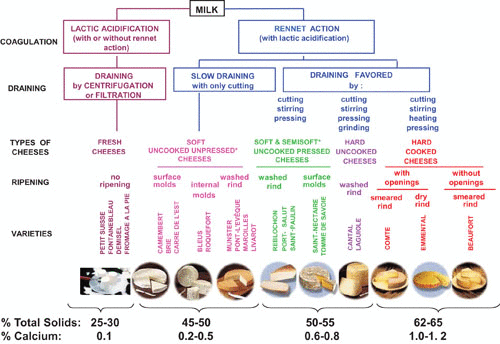 MILK
COAGULATION
LACTIC ACIDIFICATION
(with or without rennet
action)
RENNET ACTION
(with lactic acidification)
DRAINING
DRAINING
by CENTRIFUGATION
or FILTRATION
SLOW DRAINING
with only cutting
DRAINING FAVORED
by :
cutting
stirring
pressing
cutting
stirring
pressing
grinding
cutting
stirring
heating
pressing
TYPES OF
CHEESES
FRESH
CHEESES
SOFT
UNCOOKED UNPRESSED*
CHEESES
SOFT & SEMISOFT*
UNCOOKED PRESSED
CHEESES
HARD
UNCOOKED
CHEESES
HARD
COOKED
CHEESES
RIPENING
no
ripening
surface
molds
internal
molds
washed
rind
washed
rind
surface
molds
washed rind
with
openings
without
openings
smeared
rind
dry
rind
smeared
rind
VARIETIES
PETIT SUISSE
FONTAINEBLEAU
DEMISEL
FROMAGE A LA PIE
CAMEMBERT
BRIE
CARRE DE L'EST
BLEUS
ROQUEFORT
MUNSTER
PONT-L'EVÊQUE
MAROILLES
LIVAROT
REBLOCHON
PORT- SALUT
SAINT-PAULIN
SAINT-NECTAIRE
TOMME DE SAVOIE
CANTAL
LAGUIOLE
COMTE
EMMENTAL
BEAUFORT
% Total Solids: 25-30 45-50 50-55 62-65
% Calcium: 0.1 0.2-0.5 0.6-0.8 1.0-1. 2